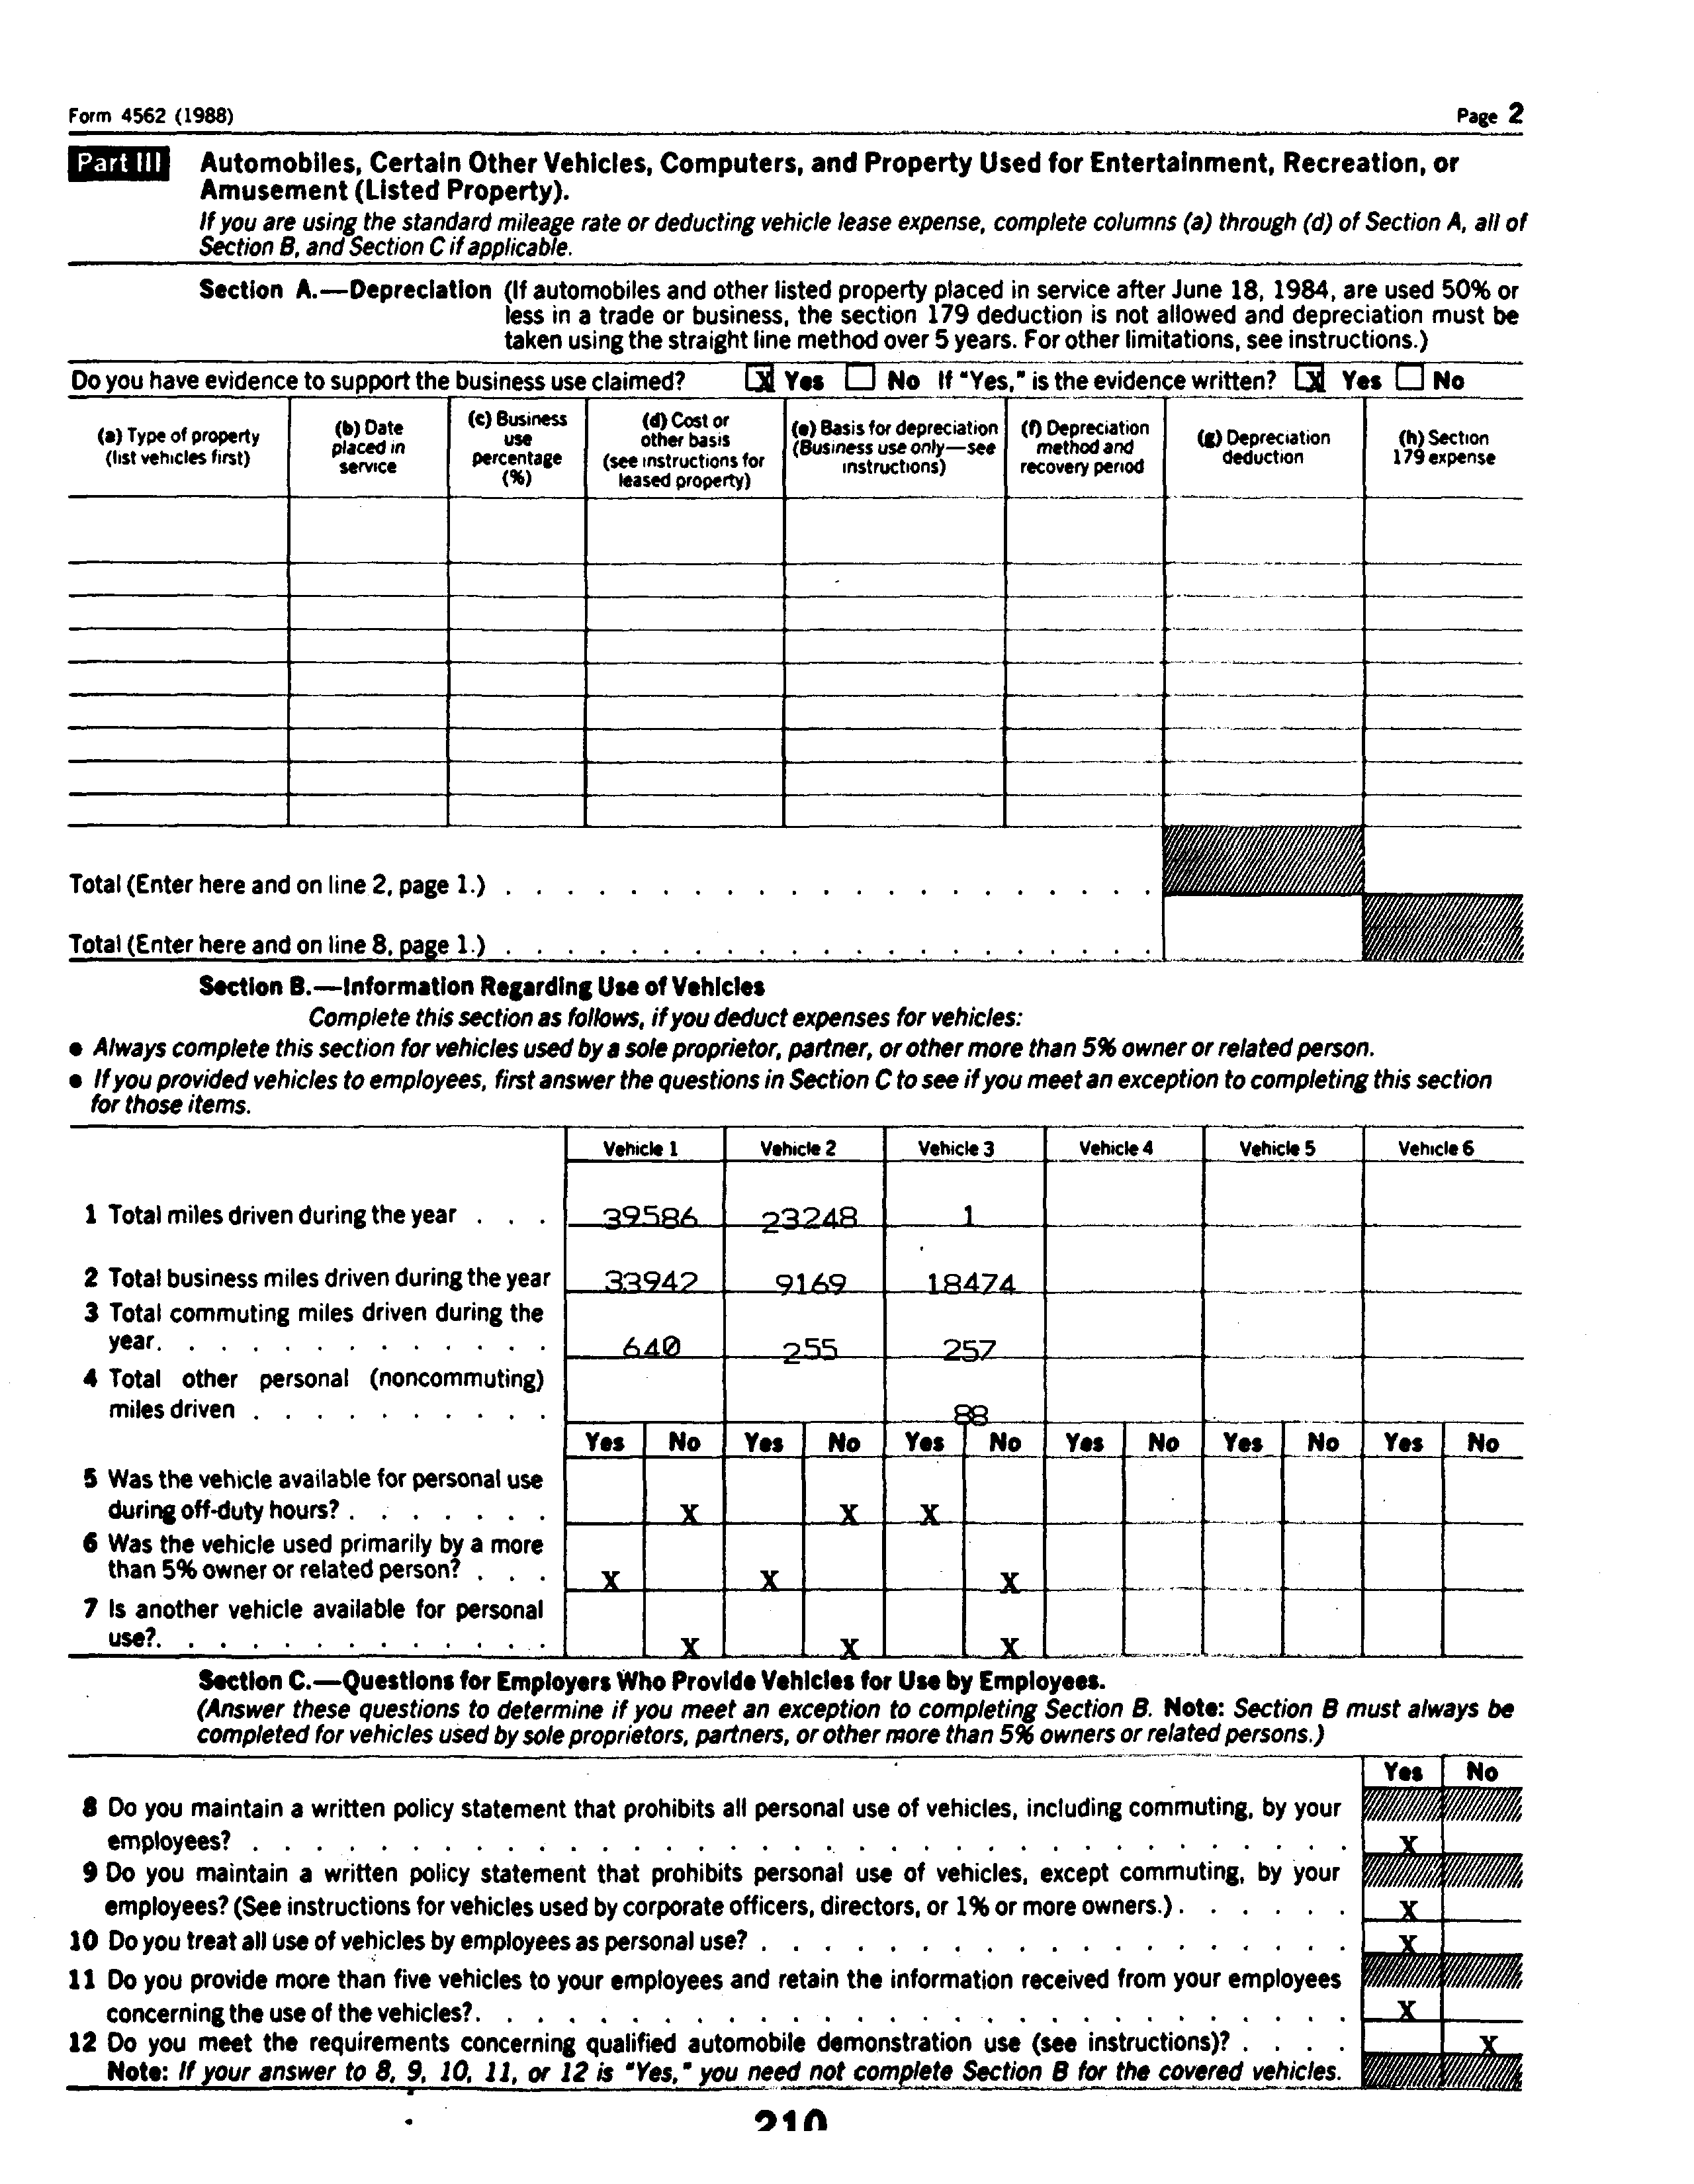 Form 4562 (1988) Page 2
Part III Automobiles, Certain Other Vehicles, Computers, and Property Used for Entertainment, Recreation, or
Amusement (Listed Property).
If you are using the standard mileage rate or deducting vehicle lease expense, complete columns (a) through (d) of Section A, all of
Section B, and Section C if applicable.
Section A.—Depreciation (If automobiles and other listed property placed in service after June 18, 1984, are used 50% or
less in a trade or business, the section 179 deduction is not allowed and depreciation must be
taken using the straight line method over 5 years. For other limitations, see instructions.)
Do you have evidence to support the business use claimed? X Yes No If "Yes," is the evidence written? X Yes No
(a) Type of property
(list vehicles first)
(b) Date
placed in
service
(c) Business
use
percentage
(%)
(d) Cost or
other basis
(see instructions for
leased property)
(e) Basis for depreciation
(Business use only—see
instructions)
(f) Depreciation
method and
recovery period
(g) Depreciation
deduction
(h) Section
179 expense
Total (Enter here and on line 2, page 1.) . . . . . . . . . . . . . . . . . . . . .
Total (Enter here and on line 8, page 1.) . . . . . . . . . . . . . . . . . . . . .
Section B.—Information Regarding Use of Vehicles
Complete this section as follows, if you deduct expenses for vehicles:
● Always complete this section for vehicles used by a sole proprietor, partner, or other more than 5% owner or related person.
● If you provided vehicles to employees, first answer the questions in Section C to see if you meet an exception to completing this section
for those items.
Vehicle 1 Vehicle 2 Vehicle 3 Vehicle 4 Vehicle 5 Vehicle 6
1 Total miles driven during the year . . . 39586 23248 1
2 Total business miles driven during the year 33942 9169 18474
3 Total commuting miles driven during the
year. . . . . . . . . . . . . 640 255 257
4 Total other personal (noncommuting)
miles driven . . . . . . . . . . 88
Yes No Yes No Yes No Yes No Yes No Yes No
5 Was the vehicle available for personal use
during off-duty hours? . . . . . . . X X X
6 Was the vehicle used primarily by a more
than 5% owner or related person? . . . X X X
7 Is another vehicle available for personal
use?. . . . . . . . . . . . . X X X
Section C.—Questions for Employers Who Provide Vehicles for Use by Employees.
(Answer these questions to determine if you meet an exception to completing Section B. Note: Section B must always be
completed for vehicles used by sole proprietors, partners, or other more than 5% owners or related persons.)
Yes No
8 Do you maintain a written policy statement that prohibits all personal use of vehicles, including commuting, by your
employees? . . . . . . . . . . . . . . . . . . . . . . . . . . . . . . . . . . . X
9 Do you maintain a written policy statement that prohibits personal use of vehicles, except commuting, by your
employees? (See instructions for vehicles used by corporate officers, directors, or 1% or more owners.) . . . . . . X
10 Do you treat all use of vehicles by employees as personal use? . . . . . . . . . . . . . . . . . . . X
11 Do you provide more than five vehicles to your employees and retain the information received from your employees
concerning the use of the vehicles?. . . . . . . . . . . . . . . . . . . . . . . . . . . . X
12 Do you meet the requirements concerning qualified automobile demonstration use (see instructions)? . . . . X
Note: If your answer to 8, 9, 10, 11, or 12 is "Yes," you need not complete Section B for the covered vehicles.
210